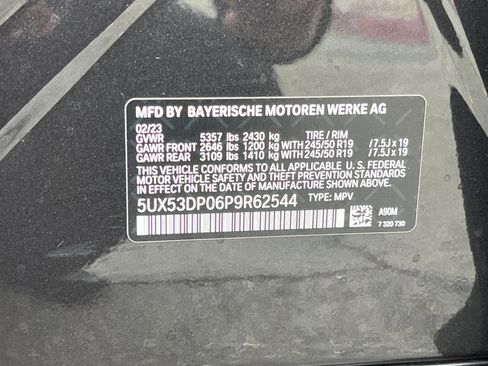 MFD BY BAYERISCHE MOTOREN WERKE AG
02/23
GVWR 5357 lbs 2430 kg TIRE / RIM
GAWR FRONT 2646 lbs 1200 kg WITH 245/50 R19 / 7.5J x 19
GAWR REAR 3109 lbs 1410 kg WITH 245/50 R19 / 7.5J x 19
THIS VEHICLE CONFORMS TO ALL APPLICABLE U.S. FEDERAL
MOTOR VEHICLE SAFETY AND THEFT PREVENTION STANDARDS
IN EFFECT ON THE DATE OF MANUFACTURE SHOWN ABOVE.
5UX53DP06P9R62544 TYPE: MPV
A90M
7 320 730